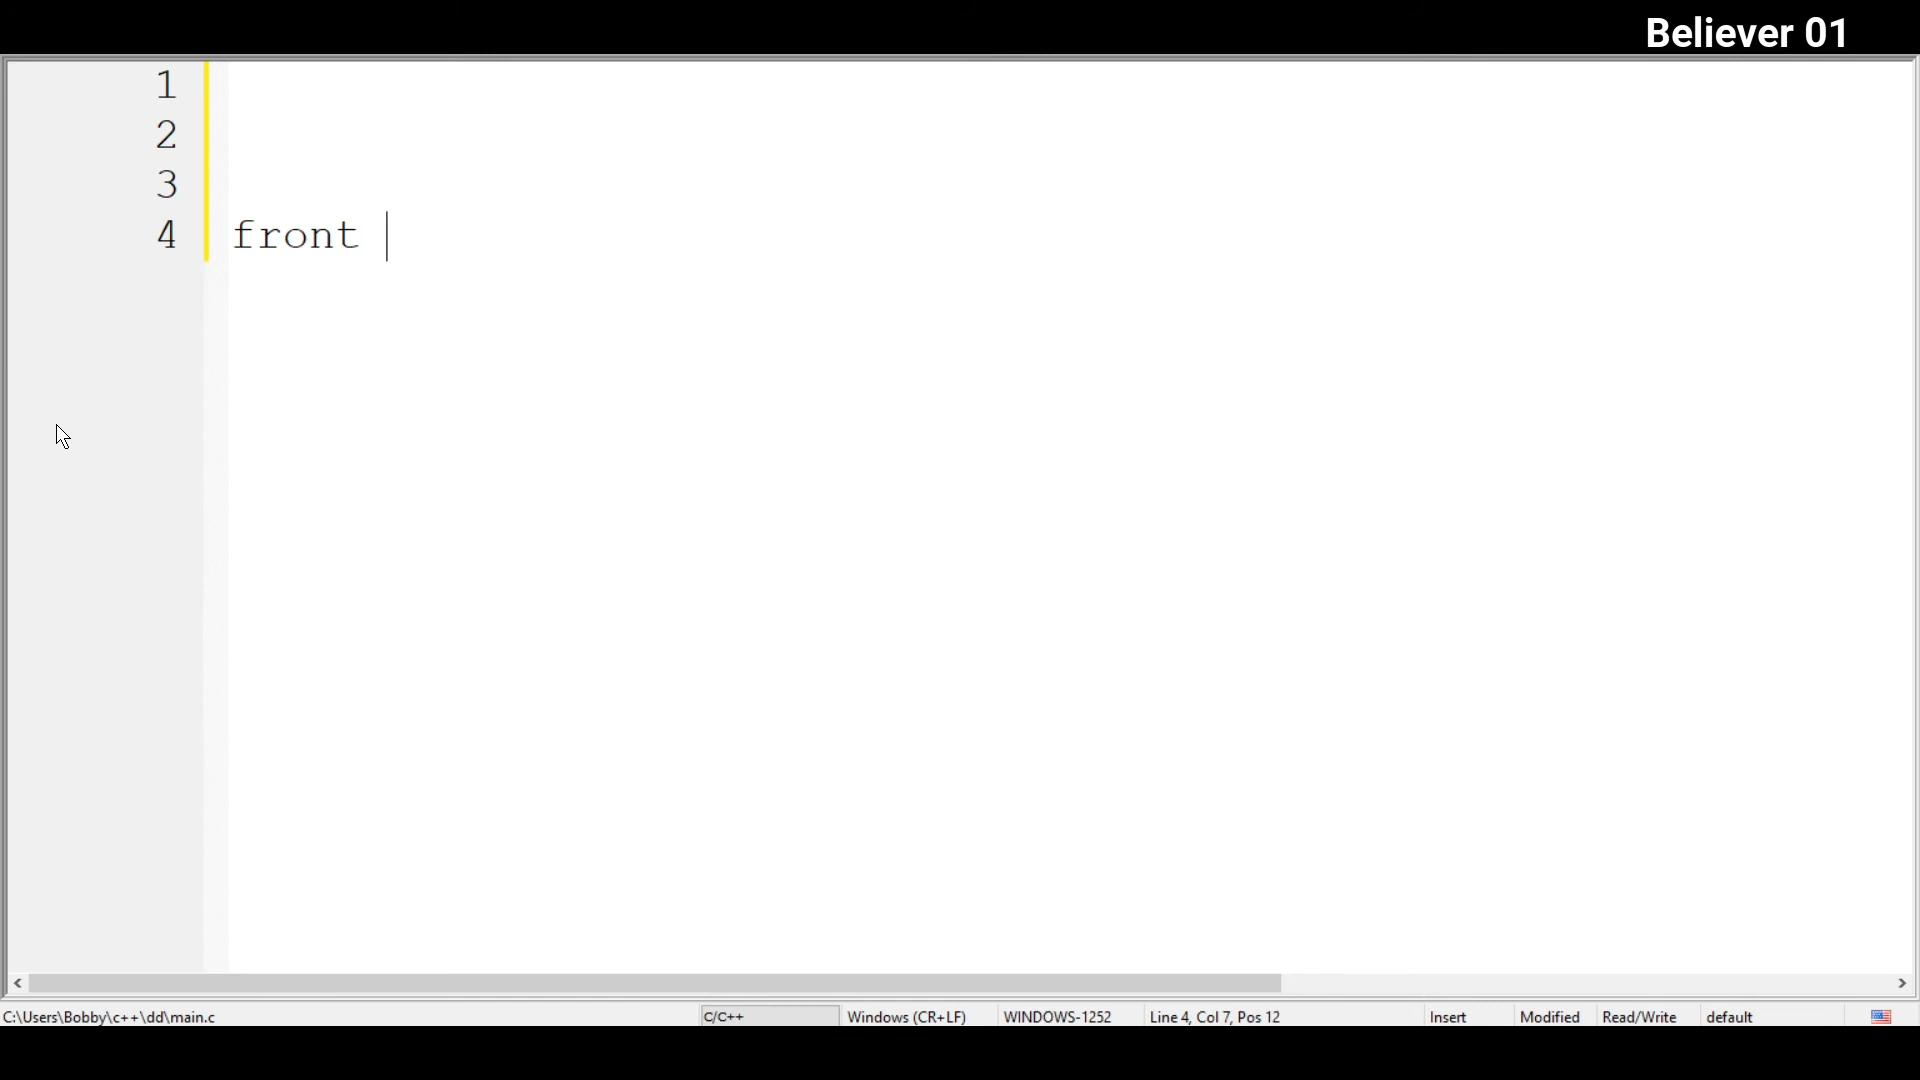 Believer 01
1
2
3
4 front
C:\Users\Bobby\c++\dd\main.c C/C++ Windows (CR+LF) WINDOWS-1252 Line 4, Col 7, Pos 12 Insert Modified Read/Write default